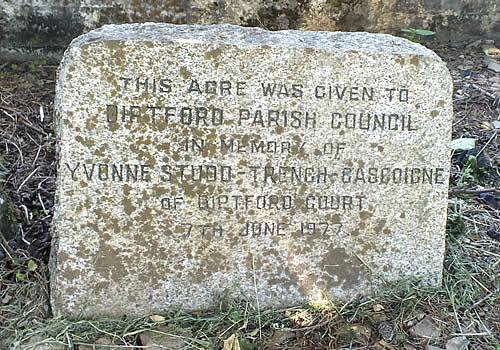 THIS ACRE WAS GIVEN TO
DIPTFORD PARISH COUNCIL
IN MEMORY OF
YVONNE STUDD-TRENCH-GASCOIGNE
OF DIPTFORD COURT
7TH JUNE 1977